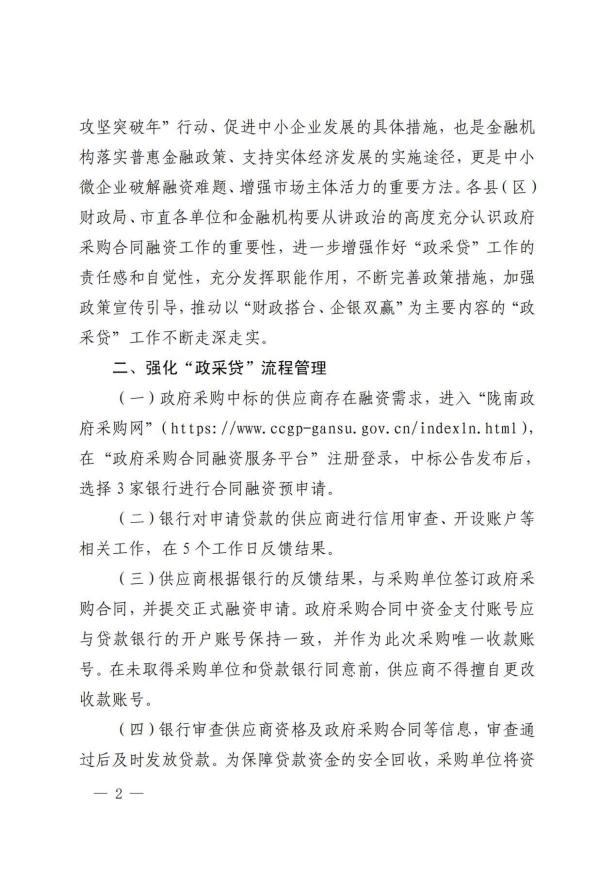 攻坚突破年”行动、促进中小企业发展的具体措施，也是金融机
构落实普惠金融政策、支持实体经济发展的实施途径，更是中小
微企业破解融资难题、增强市场主体活力的重要方法。各县（区）
财政局、市直各单位和金融机构要从讲政治的高度充分认识政府
采购合同融资工作的重要性，进一步增强作好“政采贷”工作的
责任感和自觉性，充分发挥职能作用，不断完善政策措施，加强
政策宣传引导，推动以“财政搭台、企银双赢”为主要内容的“政
采贷”工作不断走深走实。
二、强化“政采贷”流程管理
（一）政府采购中标的供应商存在融资需求，进入“陇南政
府采购网”（https://www.ccgp-gansu.gov.cn/indexln.html），
在“政府采购合同融资服务平台”注册登录，中标公告发布后，
选择 3 家银行进行合同融资预申请。
（二）银行对申请贷款的供应商进行信用审查、开设账户等
相关工作，在 5 个工作日反馈结果。
（三）供应商根据银行的反馈结果，与采购单位签订政府采
购合同，并提交正式融资申请。政府采购合同中资金支付账号应
与贷款银行的开户账号保持一致，并作为此次采购唯一收款账
号。在未取得采购单位和贷款银行同意前，供应商不得擅自更改
收款账号。
（四）银行审查供应商资格及政府采购合同等信息，审查通
过后及时发放贷款。为保障贷款资金的安全回收，采购单位将资
— 2 —